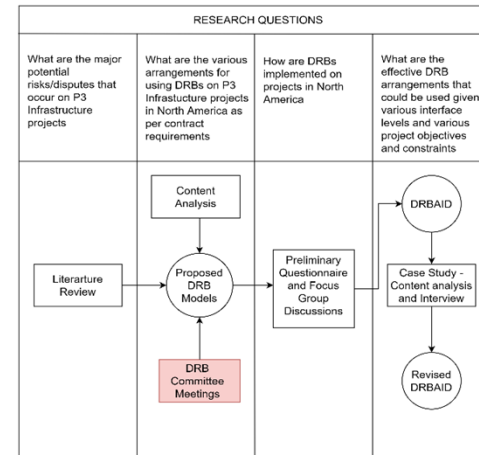 RESEARCH QUESTIONS
What are the major
potential
risks/disputes that
occur on P3
Infrastructure
projects
What are the various
arrangements for
using DRBs on P3
Infrastucture projects
in North America as
per contract
requirements
How are DRBs
implemented on
projects in North
America
What are the
effective DRB
arrangements that
could be used given
various interface
levels and various
project objectives
and constraints
Content
Analysis
Literarture
Review
Proposed
DRB
Models
DRB
Committee
Meetings
Preliminary
Questionnaire
and Focus
Group
Discussions
DRBAID
Case Study -
Content analysis
and Interview
Revised
DRBAID